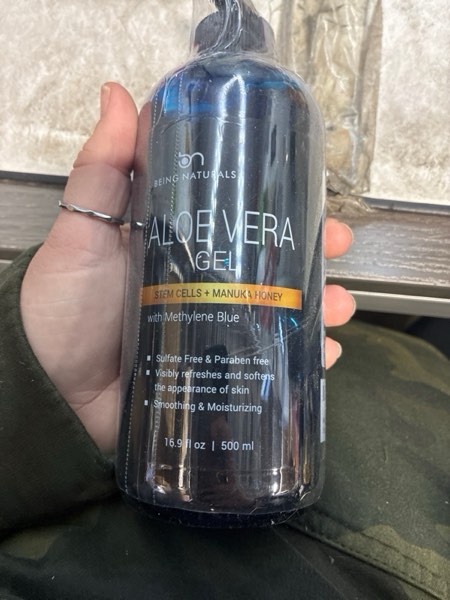 bn
BEING NATURALS
ALOE VERA
GEL
STEM CELLS + MANUKA HONEY
with Methylene Blue
Sulfate Free & Paraben free
Visibly refreshes and softens
the appearance of skin
Smoothing & Moisturizing
16.9 fl oz | 500 ml